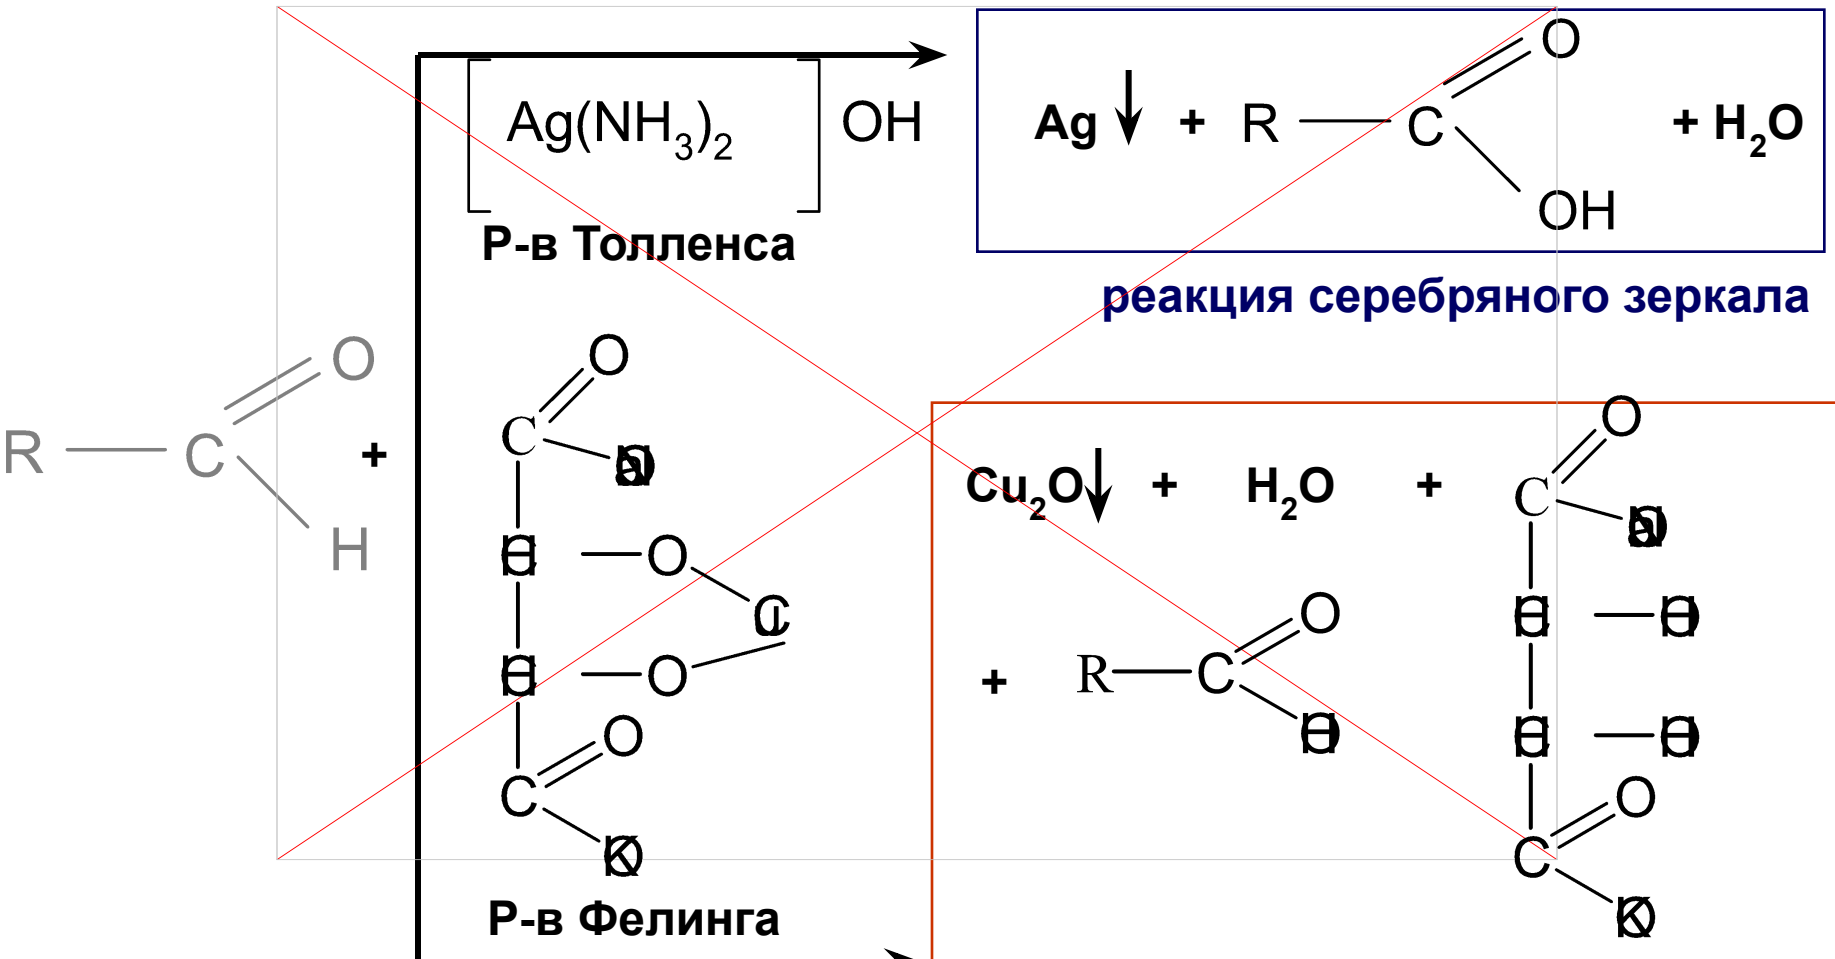 [Ag(NH3)2] OH
Р-в Толленса
Ag ↓ + R — C O OH + H2O
реакция серебряного зеркала
R — C O H +
C O
O
O
C O
Р-в Фелинга
Cu2O↓ + H2O + C O
+ R — C O
C O